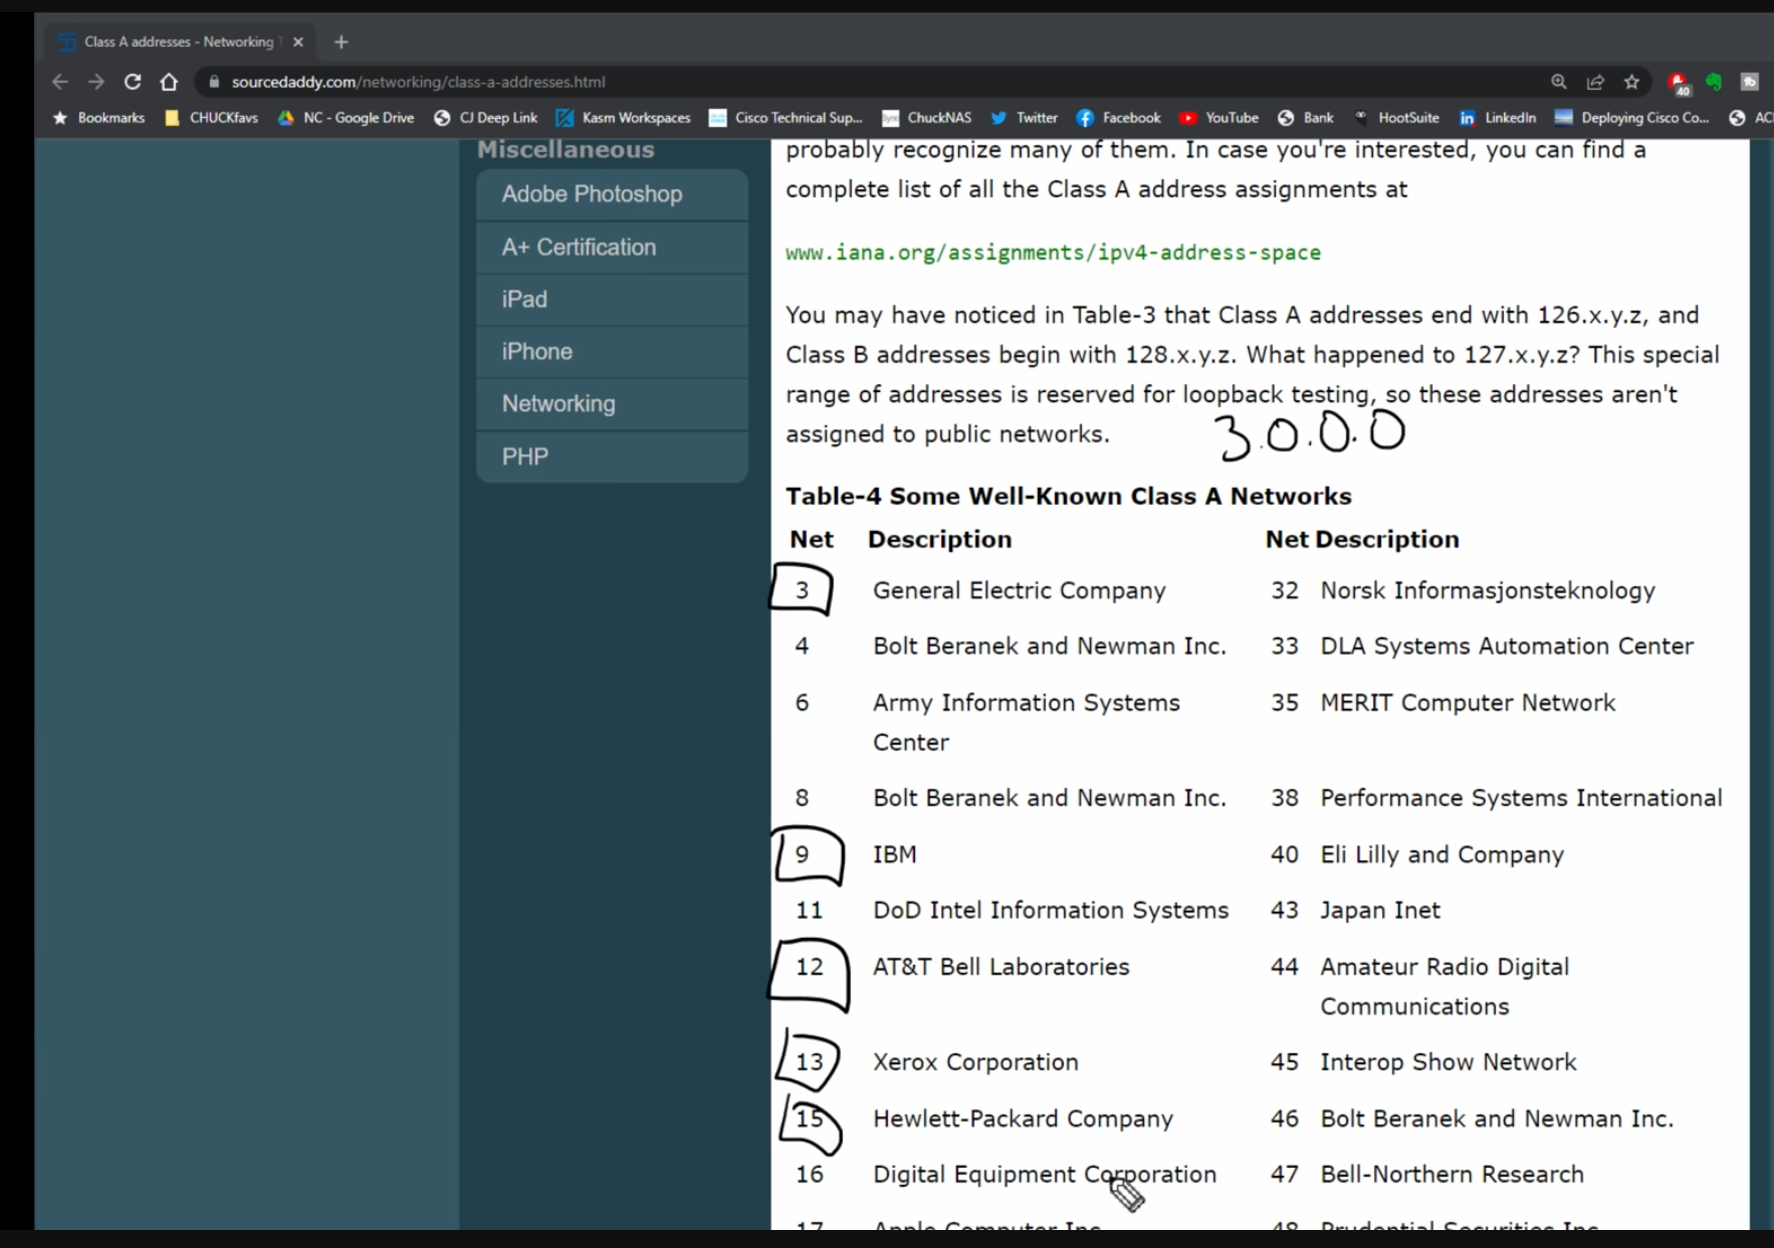 Class A addresses - Networking T
sourcedaddy.com/networking/class-a-addresses.html
40
Bookmarks CHUCKfavs NC - Google Drive CJ Deep Link Kasm Workspaces Cisco Technical Sup... ChuckNAS Twitter Facebook YouTube Bank HootSuite LinkedIn Deploying Cisco Co... ACI
Miscellaneous
Adobe Photoshop
A+ Certification
iPad
iPhone
Networking
PHP
probably recognize many of them. In case you're interested, you can find a
complete list of all the Class A address assignments at
www.iana.org/assignments/ipv4-address-space
You may have noticed in Table-3 that Class A addresses end with 126.x.y.z, and
Class B addresses begin with 128.x.y.z. What happened to 127.x.y.z? This special
range of addresses is reserved for loopback testing, so these addresses aren't
assigned to public networks.
3.0.0.0
Table-4 Some Well-Known Class A Networks
Net Description Net Description
3 General Electric Company 32 Norsk Informasjonsteknology
4 Bolt Beranek and Newman Inc. 33 DLA Systems Automation Center
6 Army Information Systems 35 MERIT Computer Network
Center
8 Bolt Beranek and Newman Inc. 38 Performance Systems International
9 IBM 40 Eli Lilly and Company
11 DoD Intel Information Systems 43 Japan Inet
12 AT&T Bell Laboratories 44 Amateur Radio Digital
Communications
13 Xerox Corporation 45 Interop Show Network
15 Hewlett-Packard Company 46 Bolt Beranek and Newman Inc.
16 Digital Equipment Corporation 47 Bell-Northern Research
17 Apple Computer Inc. 48 Prudential Securities Inc.